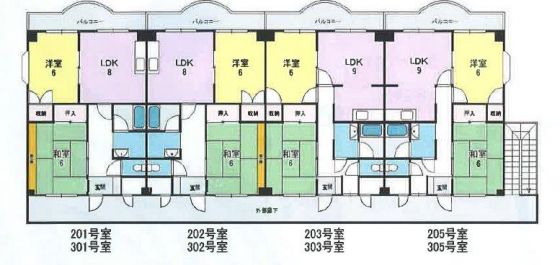 バルコニー バルコニー バルコニー バルコニー
洋室 6 LDK 8 LDK 8 洋室 6 洋室 6 LDK 9 LDK 9 洋室 6
収納 押入 押入 収納 収納 押入 押入 収納
和室 6 和室 6 和室 6 和室 6
玄関 玄関 玄関 玄関
外部廊下
201号室 202号室 203号室 205号室
301号室 302号室 303号室 305号室